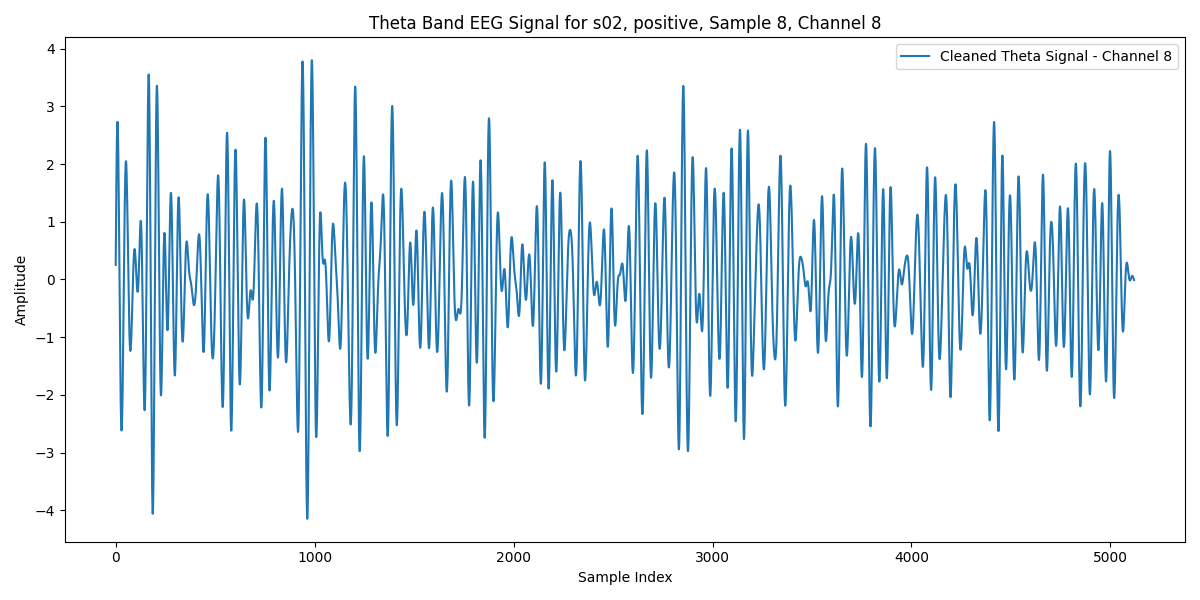 Theta Band EEG Signal for s02, positive, Sample 8, Channel 8
Cleaned Theta Signal - Channel 8
Amplitude
4
3
2
1
0
−1
−2
−3
−4
0 1000 2000 3000 4000 5000
Sample Index